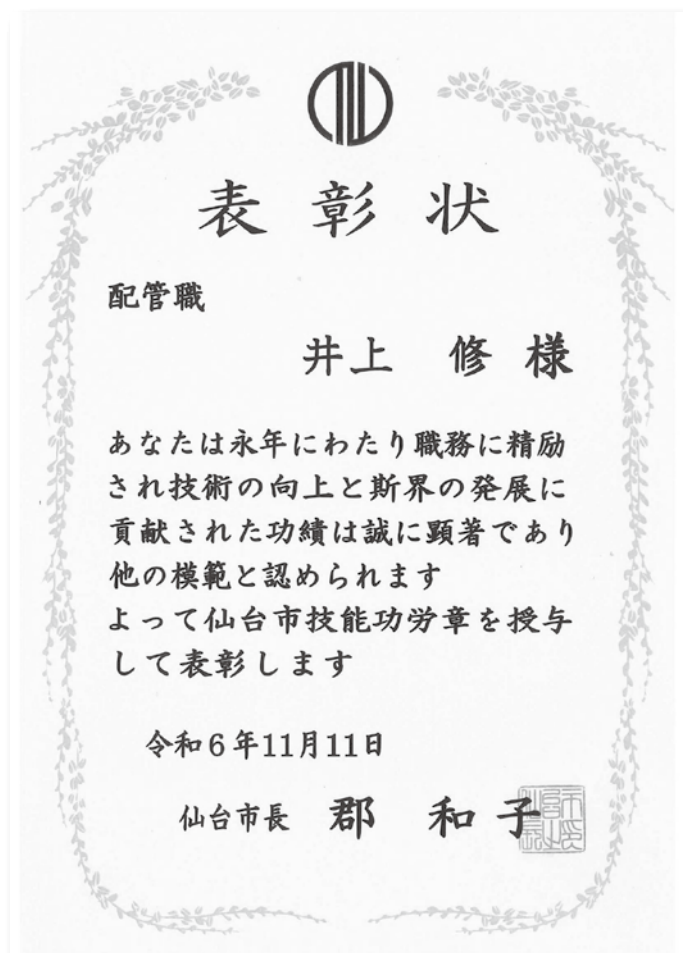 表彰状
配管職
井上 修 様
あなたは永年にわたり職務に精励
され技術の向上と斯界の発展に
貢献された功績は誠に顕著であり
他の模範と認められます
よって仙台市技能功労章を授与
して表彰します
令和6年11月11日
仙台市長 郡 和子